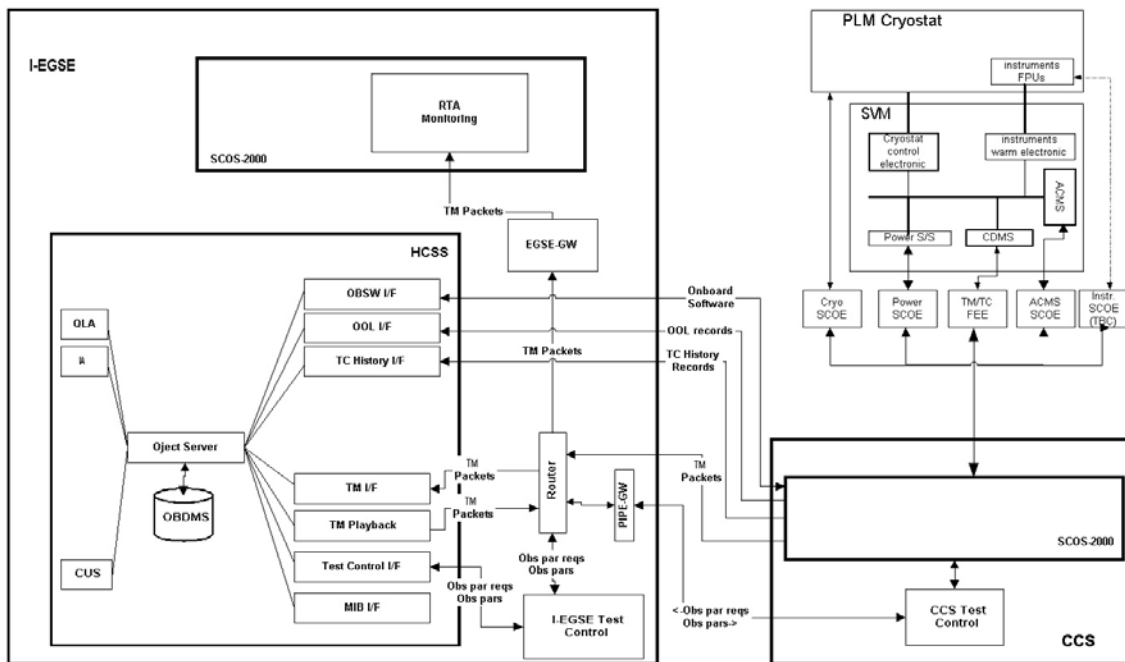 I-EGSE
RTA
Monitoring
SCOS-2000
TM Packets
EGSE-GW
HCSS
OBSW I/F
OOL I/F
TC History I/F
QLA
IA
Oject Server
OBDMS
CUS
TM I/F
TM Playback
Test Control I/F
MIB I/F
TM
Packets
TM
Packets
TM Packets
Router
PIPE-GW
Obs par reqs
Obs pars
Obs par reqs
Obs pars
I-EGSE Test
Control
Onboard
Software
OOL records
TC History
Records
TM
Packets
<-Obs par reqs
Obs pars->
PLM Cryostat
instruments
FPUs
SVM
Cryostat
control
electronic
instruments
warm electronic
ACMS
Power S/S
CDMS
Cryo
SCOE
Power
SCOE
TM/TC
FEE
ACMS
SCOE
Instr.
SCOE
(TBC)
SCOS-2000
CCS Test
Control
CCS